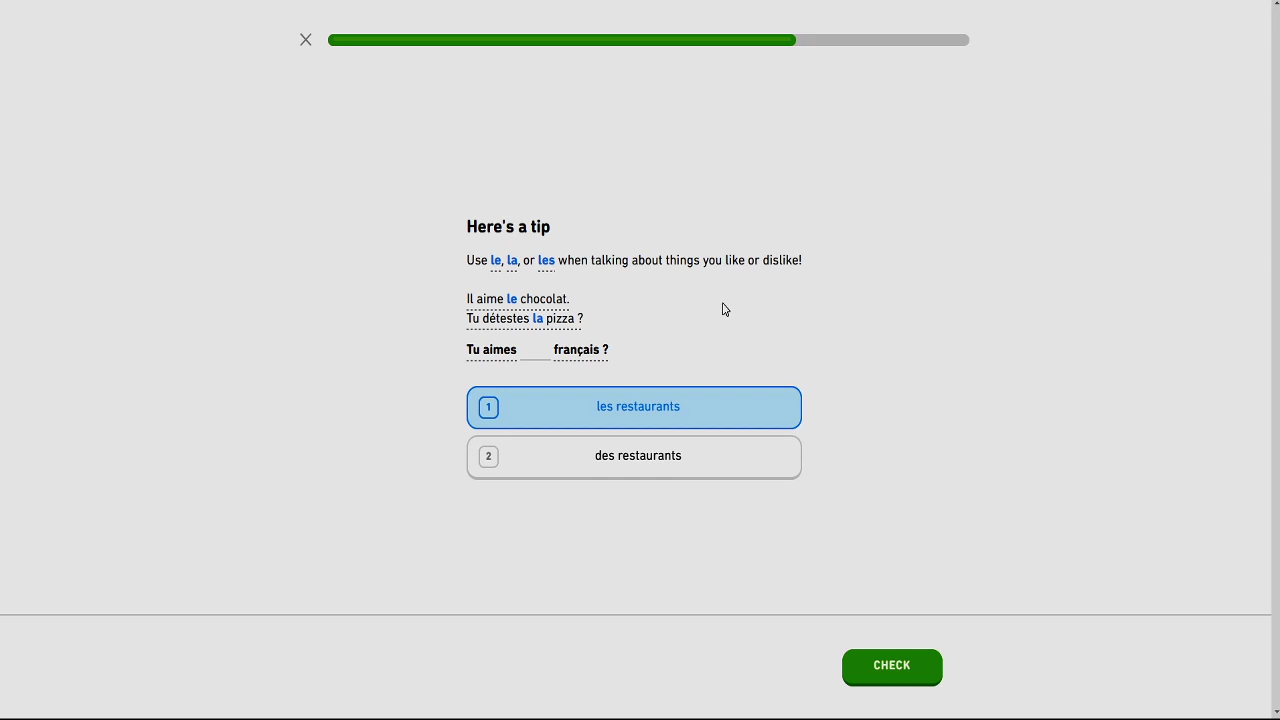 Here's a tip
Use le, la, or les when talking about things you like or dislike!
Il aime le chocolat.
Tu détestes la pizza ?
Tu aimes ____ français ?
1 les restaurants
2 des restaurants
CHECK